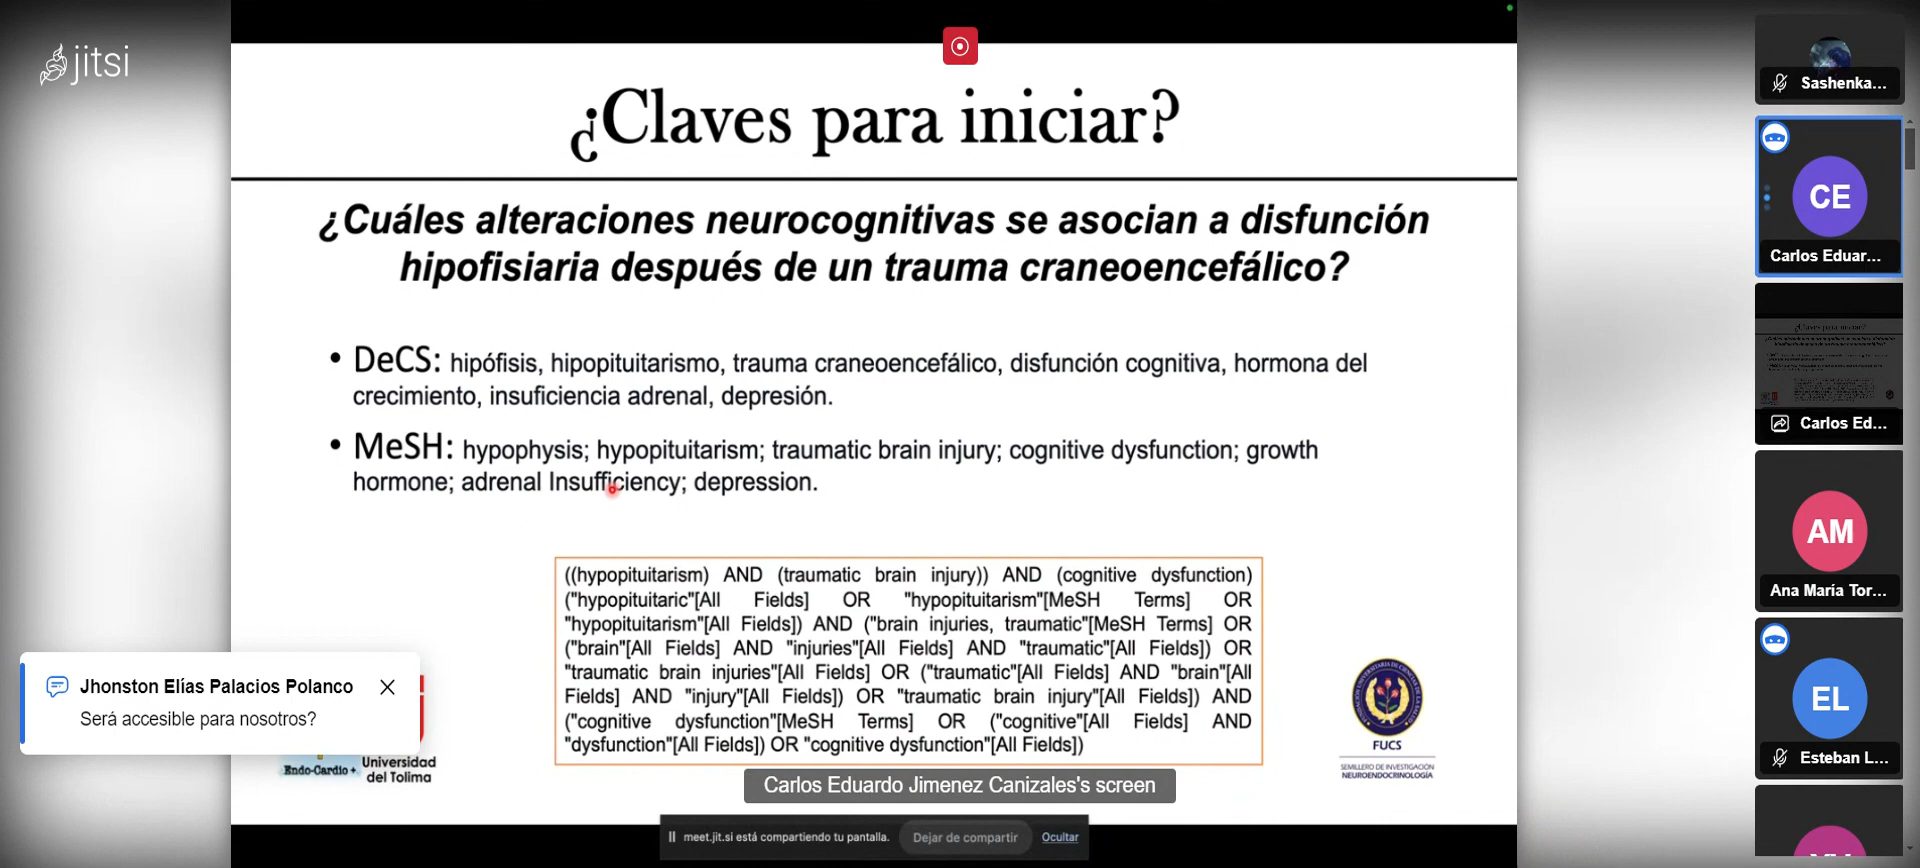 jitsi
¿Claves para iniciar?
¿Cuáles alteraciones neurocognitivas se asocian a disfunción
hipofisiaria después de un trauma craneoencefálico?
• DeCS: hipófisis, hipopituitarismo, trauma craneoencefálico, disfunción cognitiva, hormona del
crecimiento, insuficiencia adrenal, depresión.
• MeSH: hypophysis; hypopituitarism; traumatic brain injury; cognitive dysfunction; growth
hormone; adrenal Insufficiency; depression.
((hypopituitarism) AND (traumatic brain injury)) AND (cognitive dysfunction)
("hypopituitaric"[All Fields] OR "hypopituitarism"[MeSH Terms] OR
"hypopituitarism"[All Fields]) AND ("brain injuries, traumatic"[MeSH Terms] OR
("brain"[All Fields] AND "injuries"[All Fields] AND "traumatic"[All Fields]) OR
"traumatic brain injuries"[All Fields] OR ("traumatic"[All Fields] AND "brain"[All
Fields] AND "injury"[All Fields]) OR "traumatic brain injury"[All Fields]) AND
("cognitive dysfunction"[MeSH Terms] OR ("cognitive"[All Fields] AND
"dysfunction"[All Fields]) OR "cognitive dysfunction"[All Fields])
Jhonston Elías Palacios Polanco
Será accesible para nosotros?
Endo-Cardio +
Universidad
del Tolima
FUCS
SEMILLERO DE INVESTIGACIÓN
NEUROENDOCRINOLOGÍA
Carlos Eduardo Jimenez Canizales's screen
meet.jit.si está compartiendo tu pantalla.
Dejar de compartir
Ocultar
Sashenka...
CE
Carlos Eduar...
Carlos Ed...
AM
Ana María Tor...
EL
Esteban L...